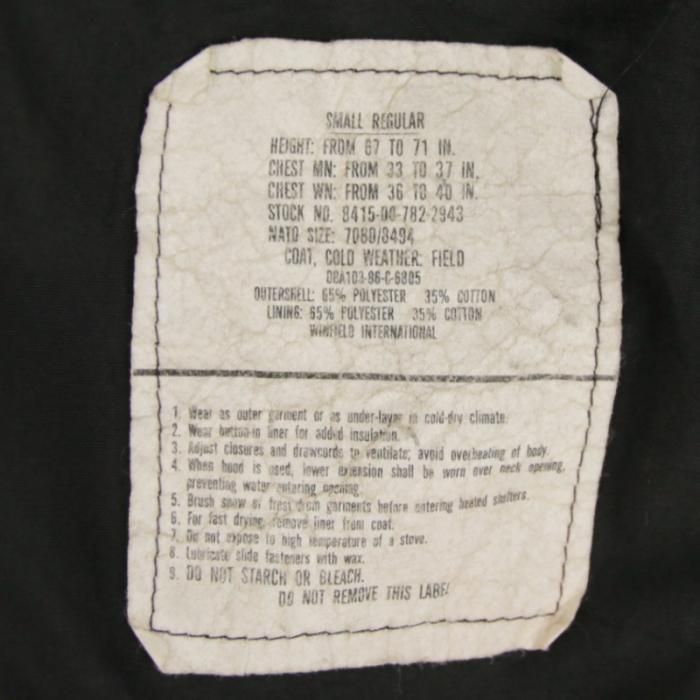 SMALL REGULAR
HEIGHT: FROM 67 TO 71 IN.
CHEST MN: FROM 33 TO 37 IN.
CHEST WN: FROM 36 TO 40 IN.
STOCK NO. 8415-00-782-2943
NATO SIZE: 7080/8494
COAT, COLD WEATHER: FIELD
DLA103-86-C-6805
OUTERSHELL: 65% POLYESTER 35% COTTON
LINING: 65% POLYESTER 35% COTTON
WINFIELD INTERNATIONAL
1. Wear as outer garment or as under-layer in cold-dry climate.
2. Wear button-in liner for added insulation.
3. Adjust closures and drawcords to ventilate; avoid overheating of body.
4. When hood is used, lower extension shall be worn over neck opening,
preventing water entering opening.
5. Brush snow or frost from garments before entering heated shelters.
6. For fast drying, remove liner from coat.
7. Do not expose to high temperature of a stove.
8. Lubricate slide fasteners with wax.
9. DO NOT STARCH OR BLEACH.
DO NOT REMOVE THIS LABEL